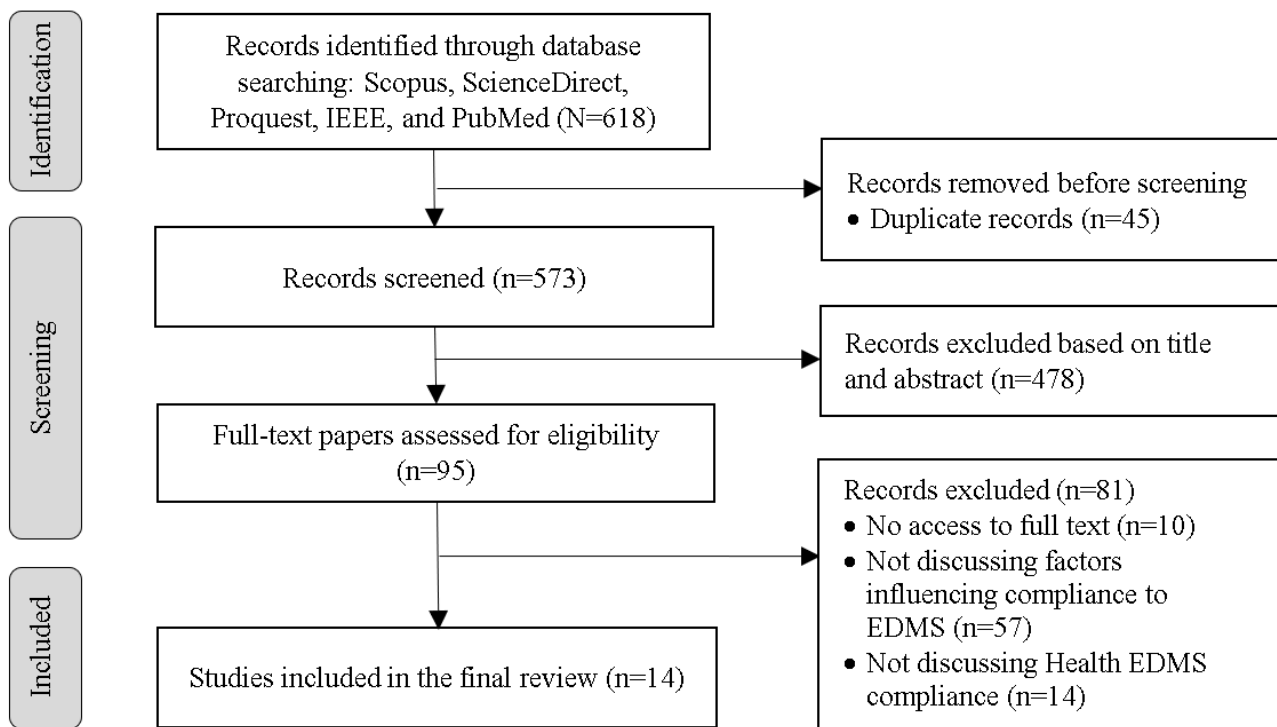 Identification
Records identified through database
searching: Scopus, ScienceDirect,
Proquest, IEEE, and PubMed (N=618)
Records removed before screening
• Duplicate records (n=45)
Screening
Records screened (n=573)
Records excluded based on title
and abstract (n=478)
Full-text papers assessed for eligibility
(n=95)
Records excluded (n=81)
• No access to full text (n=10)
• Not discussing factors
influencing compliance to
EDMS (n=57)
• Not discussing Health EDMS
compliance (n=14)
Included
Studies included in the final review (n=14)